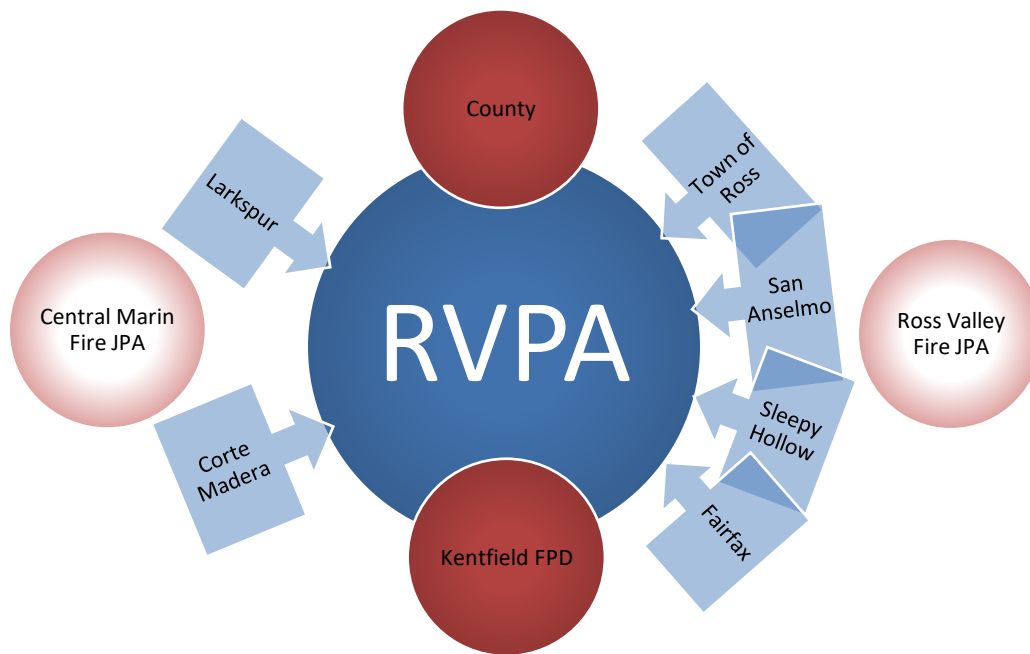 County
Larkspur
Town of
Ross
Central Marin
Fire JPA
RVPA
San
Anselmo
Ross Valley
Fire JPA
Corte
Madera
Sleepy
Hollow
Kentfield FPD
Fairfax